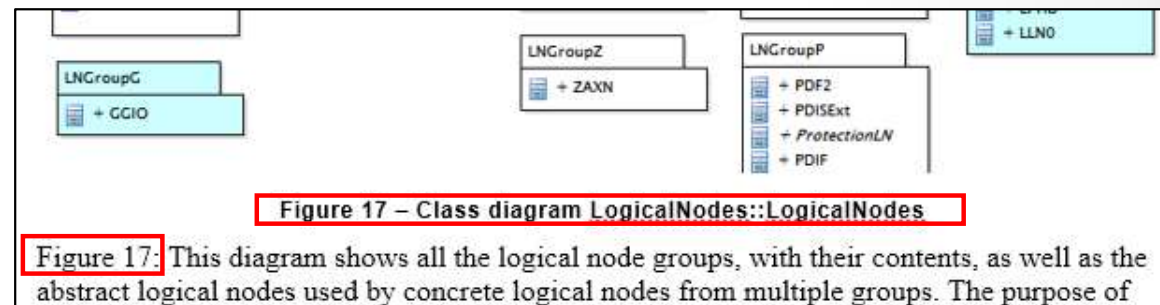 + LLN0
LNGroupZ
LNGroupP
LNGroupG
+ ZAXN
+ PDF2
+ GGIO
+ PDISExt
+ ProtectionLN
+ PDIF
Figure 17 – Class diagram LogicalNodes::LogicalNodes
Figure 17: This diagram shows all the logical node groups, with their contents, as well as the
abstract logical nodes used by concrete logical nodes from multiple groups. The purpose of